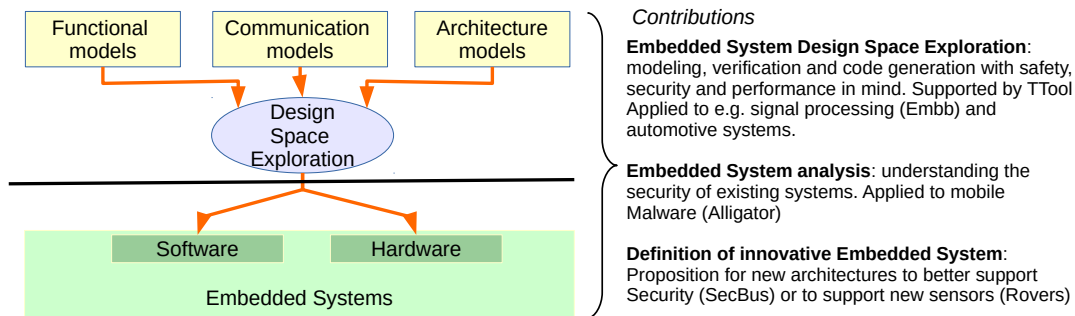 Functional
models
Communication
models
Architecture
models
Design
Space
Exploration
Software
Hardware
Embedded Systems
Contributions
Embedded System Design Space Exploration:
modeling, verification and code generation with safety,
security and performance in mind. Supported by TTool
Applied to e.g. signal processing (Embb) and
automotive systems.
Embedded System analysis: understanding the
security of existing systems. Applied to mobile
Malware (Alligator)
Definition of innovative Embedded System:
Proposition for new architectures to better support
Security (SecBus) or to support new sensors (Rovers)